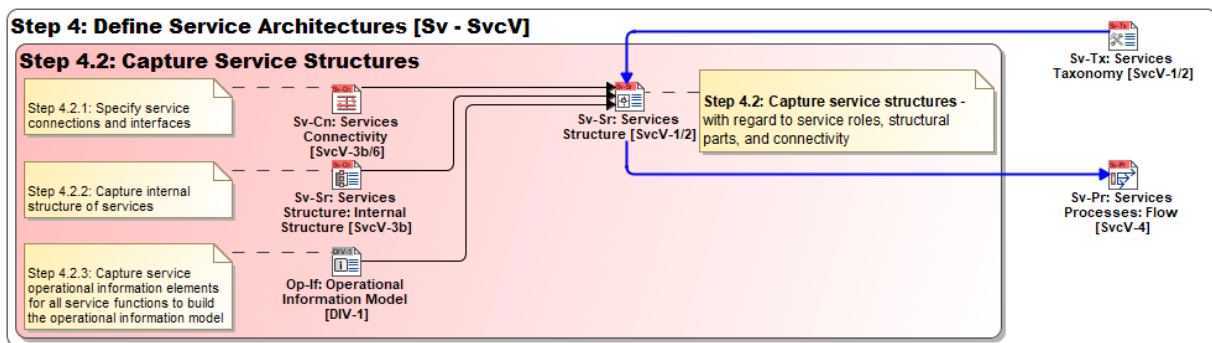 Step 4: Define Service Architectures [Sv - SvcV]
Step 4.2: Capture Service Structures
Step 4.2.1: Specify service
connections and interfaces
Sv-Cn
Sv-Cn: Services
Connectivity
[SvcV-3b/6]
Step 4.2.2: Capture internal
structure of services
Sv-Cn
Sv-Sr: Services
Structure: Internal
Structure [SvcV-3b]
Step 4.2.3: Capture service
operational information elements
for all service functions to build
the operational information model
DIV-1
Op-If: Operational
Information Model
[DIV-1]
Sv-Sr
Sv-Sr: Services
Structure [SvcV-1/2]
Step 4.2: Capture service structures -
with regard to service roles, structural
parts, and connectivity
Sv-Tx
Sv-Tx: Services
Taxonomy [SvcV-1/2]
Sv-Pr
Sv-Pr: Services
Processes: Flow
[SvcV-4]